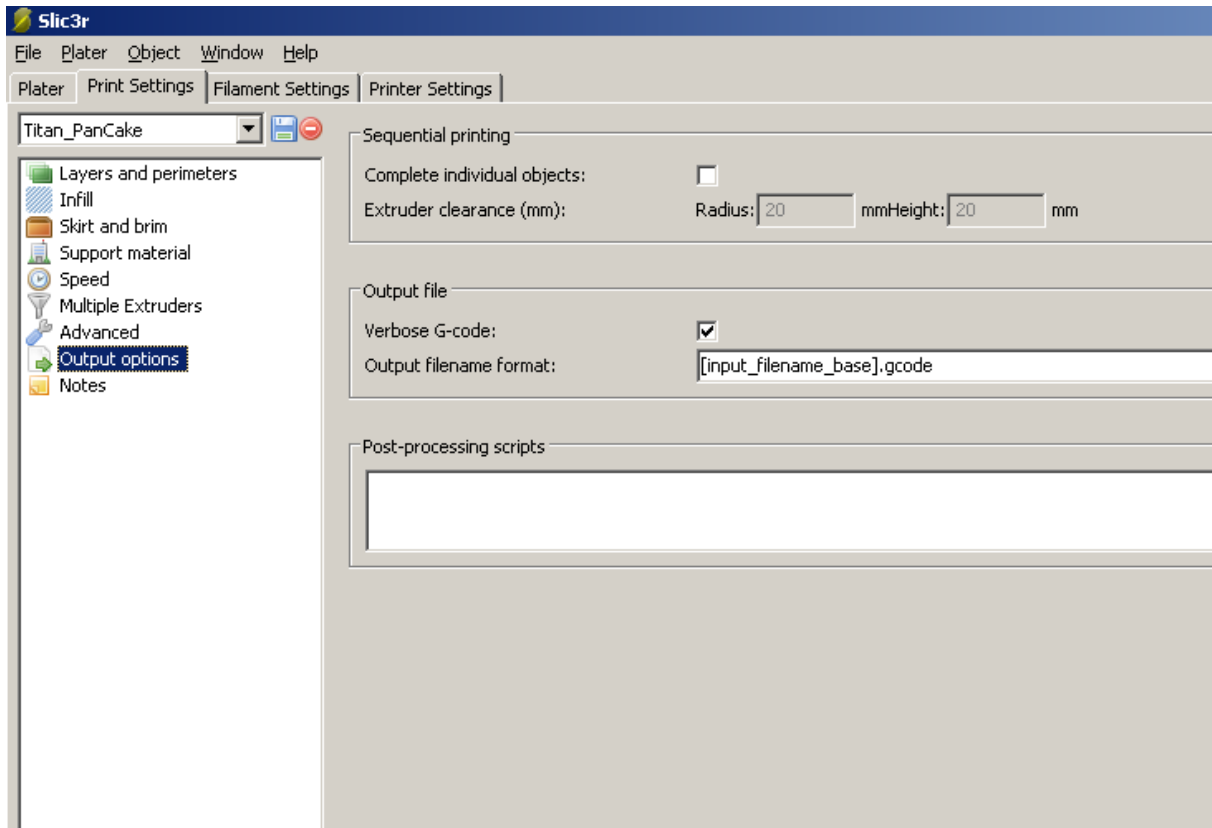 Slic3r
File Plater Object Window Help
Plater Print Settings Filament Settings Printer Settings
Titan_PanCake
Layers and perimeters
Infill
Skirt and brim
Support material
Speed
Multiple Extruders
Advanced
Output options
Notes
Sequential printing
Complete individual objects:
Extruder clearance (mm): Radius: 20 mmHeight: 20 mm
Output file
Verbose G-code:
Output filename format: [input_filename_base].gcode
Post-processing scripts